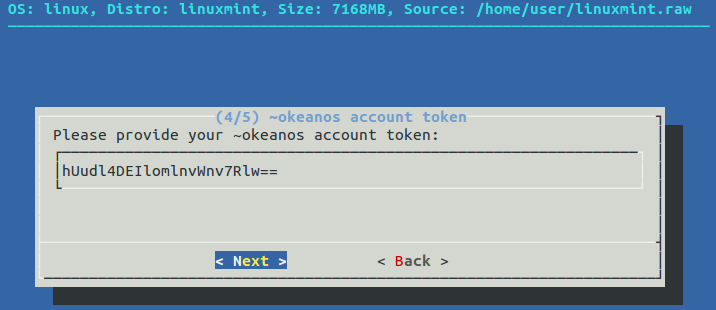 OS: linux, Distro: linuxmint, Size: 7168MB, Source: /home/user/linuxmint.raw
(4/5) ~okeanos account token
Please provide your ~okeanos account token:
hUudl4DEIlomlnvWnv7Rlw==
< Next > < Back >